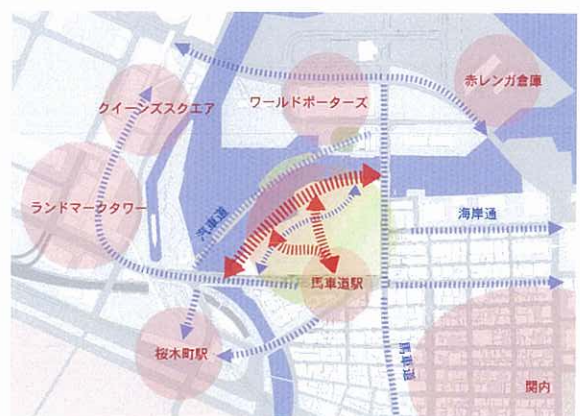 赤レンガ倉庫
ワールドポーターズ
クイーンズスクエア
ランドマークタワー
汽車道
海岸通
馬車道駅
桜木町駅
馬車道
関内